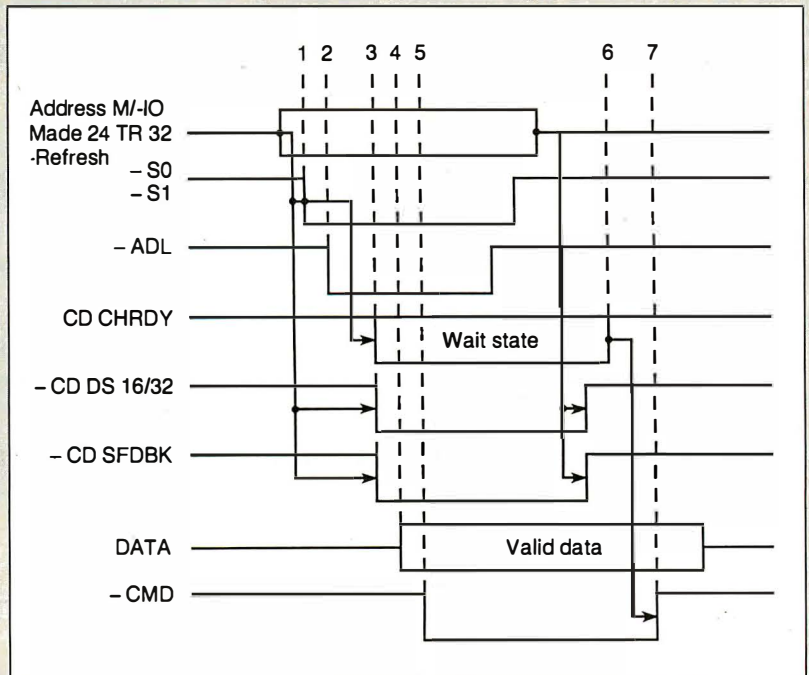 1 2 3 4 5 6 7
Address M/-IO
Made 24 TR 32
-Refresh
– S0
– S1
– ADL
CD CHRDY
Wait state
– CD DS 16/32
– CD SFDBK
DATA
Valid data
– CMD